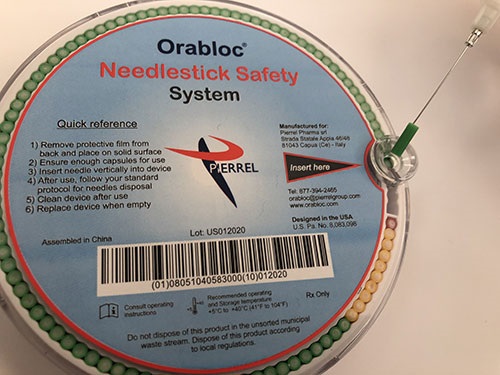 Orabloc®
Needlestick Safety
System
Quick reference
1) Remove protective film from
back and place on solid surface
2) Ensure enough capsules for use
3) Insert needle vertically into device
4) After use, follow your standard
protocol for needles disposal
5) Clean device after use
6) Replace device when empty
Assembled in China
PIERREL
Manufactured for:
Pierrel Pharma srl
Strada Statale Appia 46/48
81043 Capua (Ce) - Italy
Insert here
Tel: 877-394-2465
orabloc@pierrelgroup.com
www.orabloc.com
Designed in the USA
U.S. Pa. No. 8,083,096
Lot: US012020
(01)08051040583000(10)012020
Consult operating
instructions
Recommended operating
and Storage temperature
+5°C to +40°C (41°F to 104°F)
Rx Only
Do not dispose of this product in the unsorted municipal
waste stream. Dispose of this product according
to local regulations.